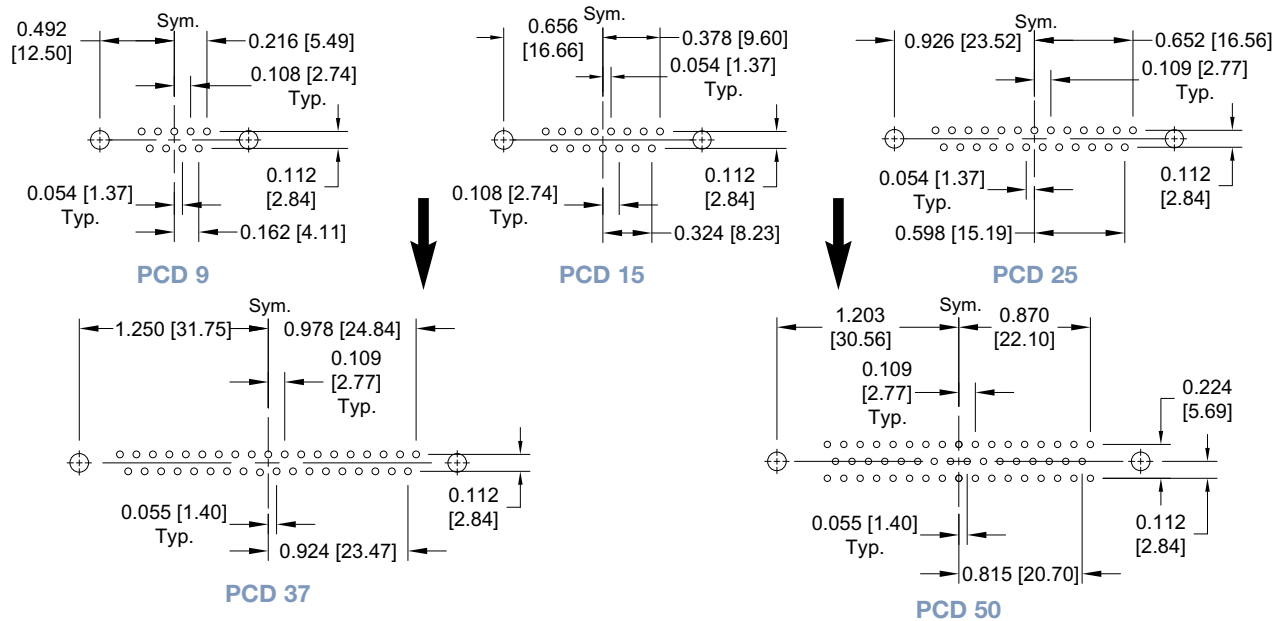 Sym.
0.492
[12.50]
0.216 [5.49]
0.108 [2.74]
Typ.
0.054 [1.37]
Typ.
0.112
[2.84]
0.162 [4.11]
PCD 9
Sym.
0.656
[16.66]
0.378 [9.60]
0.054 [1.37]
Typ.
0.108 [2.74]
Typ.
0.112
[2.84]
0.324 [8.23]
PCD 15
Sym.
0.926 [23.52]
0.652 [16.56]
0.109 [2.77]
Typ.
0.054 [1.37]
Typ.
0.112
[2.84]
0.598 [15.19]
PCD 25
Sym.
1.250 [31.75]
0.978 [24.84]
0.109
[2.77]
Typ.
0.055 [1.40]
Typ.
0.112
[2.84]
0.924 [23.47]
PCD 37
Sym.
1.203
[30.56]
0.870
[22.10]
0.109
[2.77]
Typ.
0.224
[5.69]
0.055 [1.40]
Typ.
0.112
[2.84]
0.815 [20.70]
PCD 50